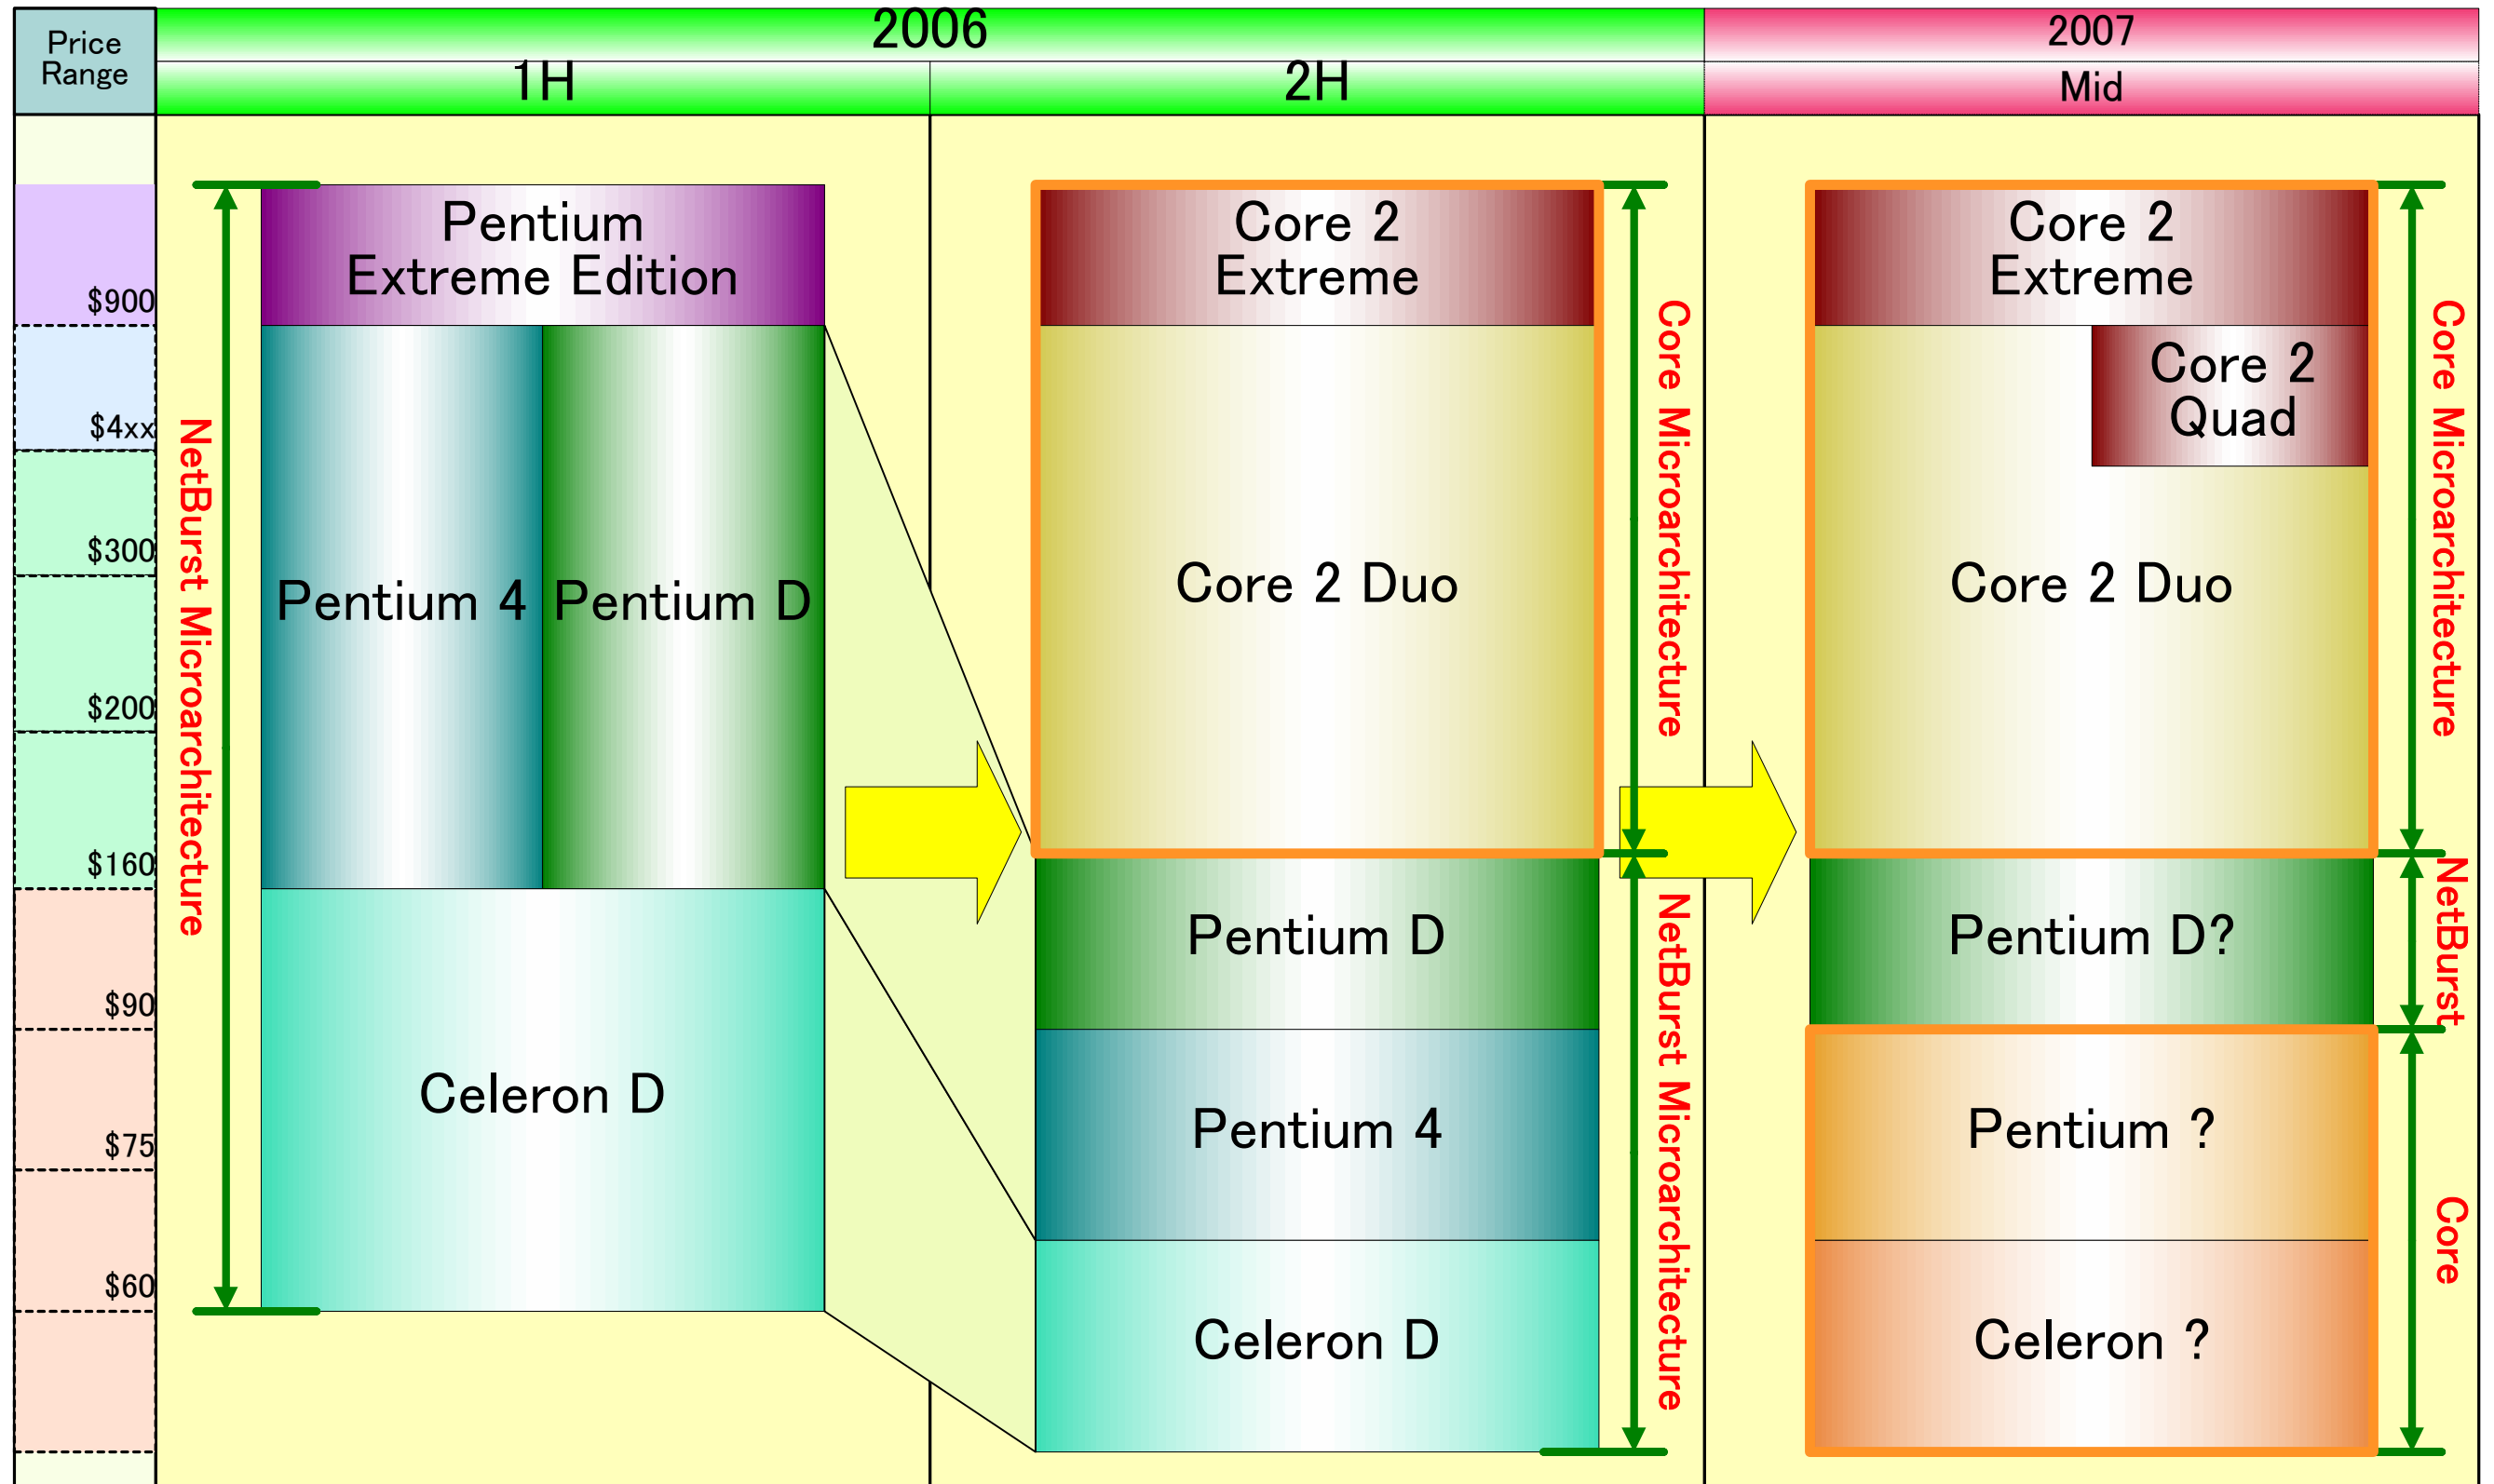 Price
Range
2006
2007
1H
2H
Mid
$900
$4xx
$300
$200
$160
$90
$75
$60
NetBurst Microarchitecture
Pentium
Extreme Edition
Pentium 4
Pentium D
Celeron D
Core 2
Extreme
Core 2 Duo
Pentium D
Pentium 4
Celeron D
Core Microarchitecture
NetBurst Microarchitecture
Core 2
Extreme
Core 2
Quad
Core 2 Duo
Pentium D?
Pentium ?
Celeron ?
Core Microarchitecture
NetBurst
Core